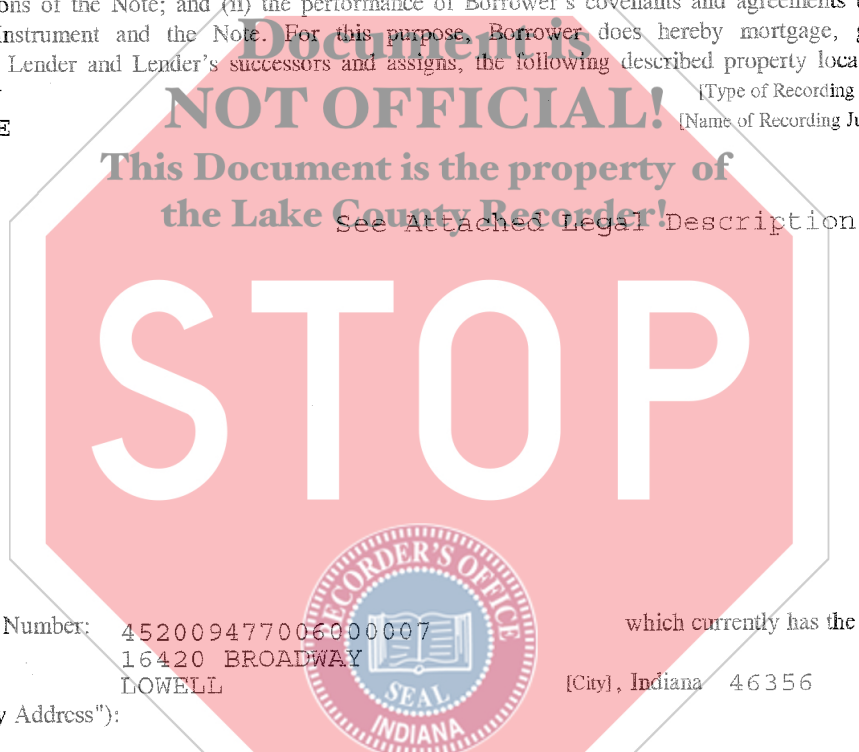 ons of the Note; and (ii) the performance of Borrower's covenants and agreements
Instrument and the Note. For this purpose, Borrower does hereby mortgage,
Document is
Lender and Lender's successors and assigns, the following described property loca
[Type of Recording
NOT OFFICIAL!
[Name of Recording Ju
E
This Document is the property of
the Lake County Recorder!
See Attached Legal Description
STOP
RECORDER'S OFFICE
Number: 452009477006000007 which currently has the
16420 BROADWAY
LOWELL [City], Indiana 46356
SEAL
y Address"):
INDIANA